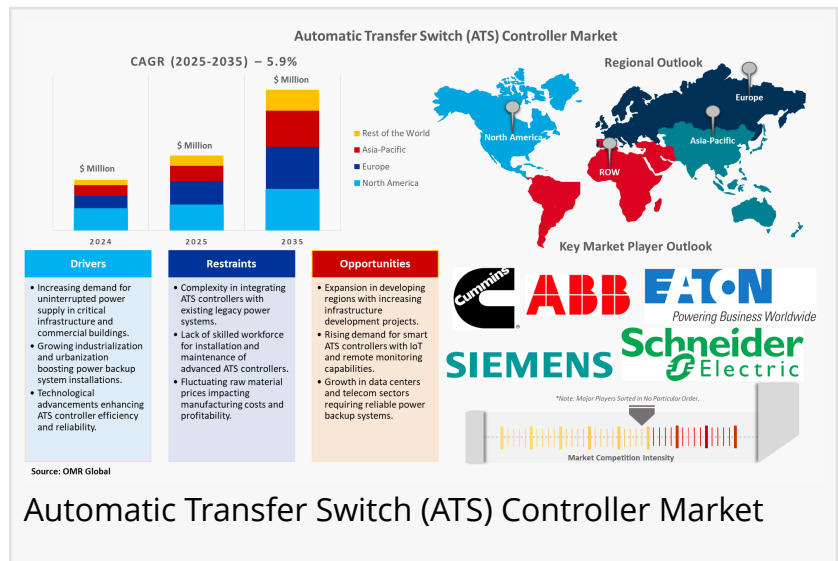 Automatic Transfer Switch (ATS) Controller Market
CAGR (2025-2035) – 5.9%
$ Million
$ Million
$ Million
Rest of the World
Asia-Pacific
Europe
North America
2024
2025
2035
Regional Outlook
Europe
North America
Asia-Pacific
ROW
Drivers
• Increasing demand for
uninterrupted power
supply in critical
infrastructure and
commercial buildings.
• Growing industrialization
and urbanization
boosting power backup
system installations.
• Technological
advancements enhancing
ATS controller efficiency
and reliability.
Restraints
• Complexity in integrating
ATS controllers with
existing legacy power
systems.
• Lack of skilled workforce
for installation and
maintenance of
advanced ATS controllers.
• Fluctuating raw material
prices impacting
manufacturing costs and
profitability.
Opportunities
• Expansion in developing
regions with increasing
infrastructure
development projects.
• Rising demand for smart
ATS controllers with IoT
and remote monitoring
capabilities.
• Growth in data centers
and telecom sectors
requiring reliable power
backup systems.
Key Market Player Outlook
Cummins
ABB
EATON
Powering Business Worldwide
SIEMENS
Schneider
Electric
*Note: Major Players Sorted in No Particular Order.
Market Competition Intensity
Source: OMR Global
Automatic Transfer Switch (ATS) Controller Market